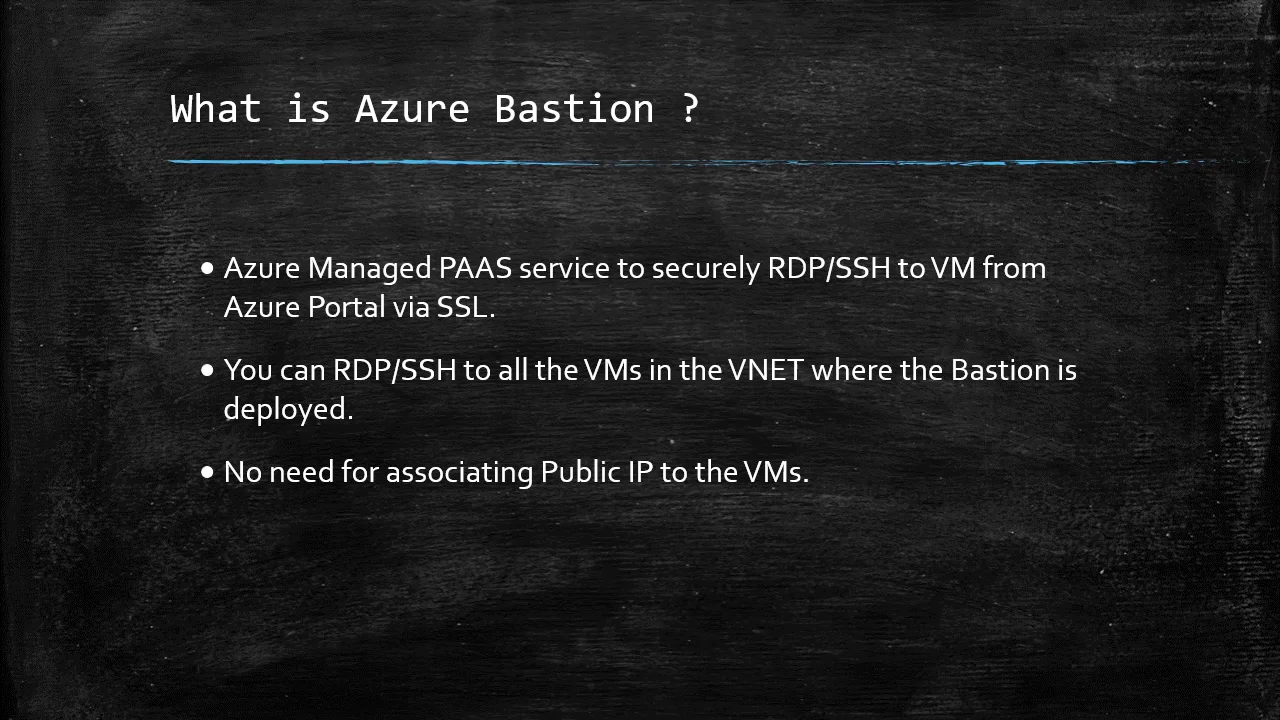 What is Azure Bastion ?
● Azure Managed PAAS service to securely RDP/SSH to VM from
Azure Portal via SSL.
● You can RDP/SSH to all the VMs in the VNET where the Bastion is
deployed.
● No need for associating Public IP to the VMs.